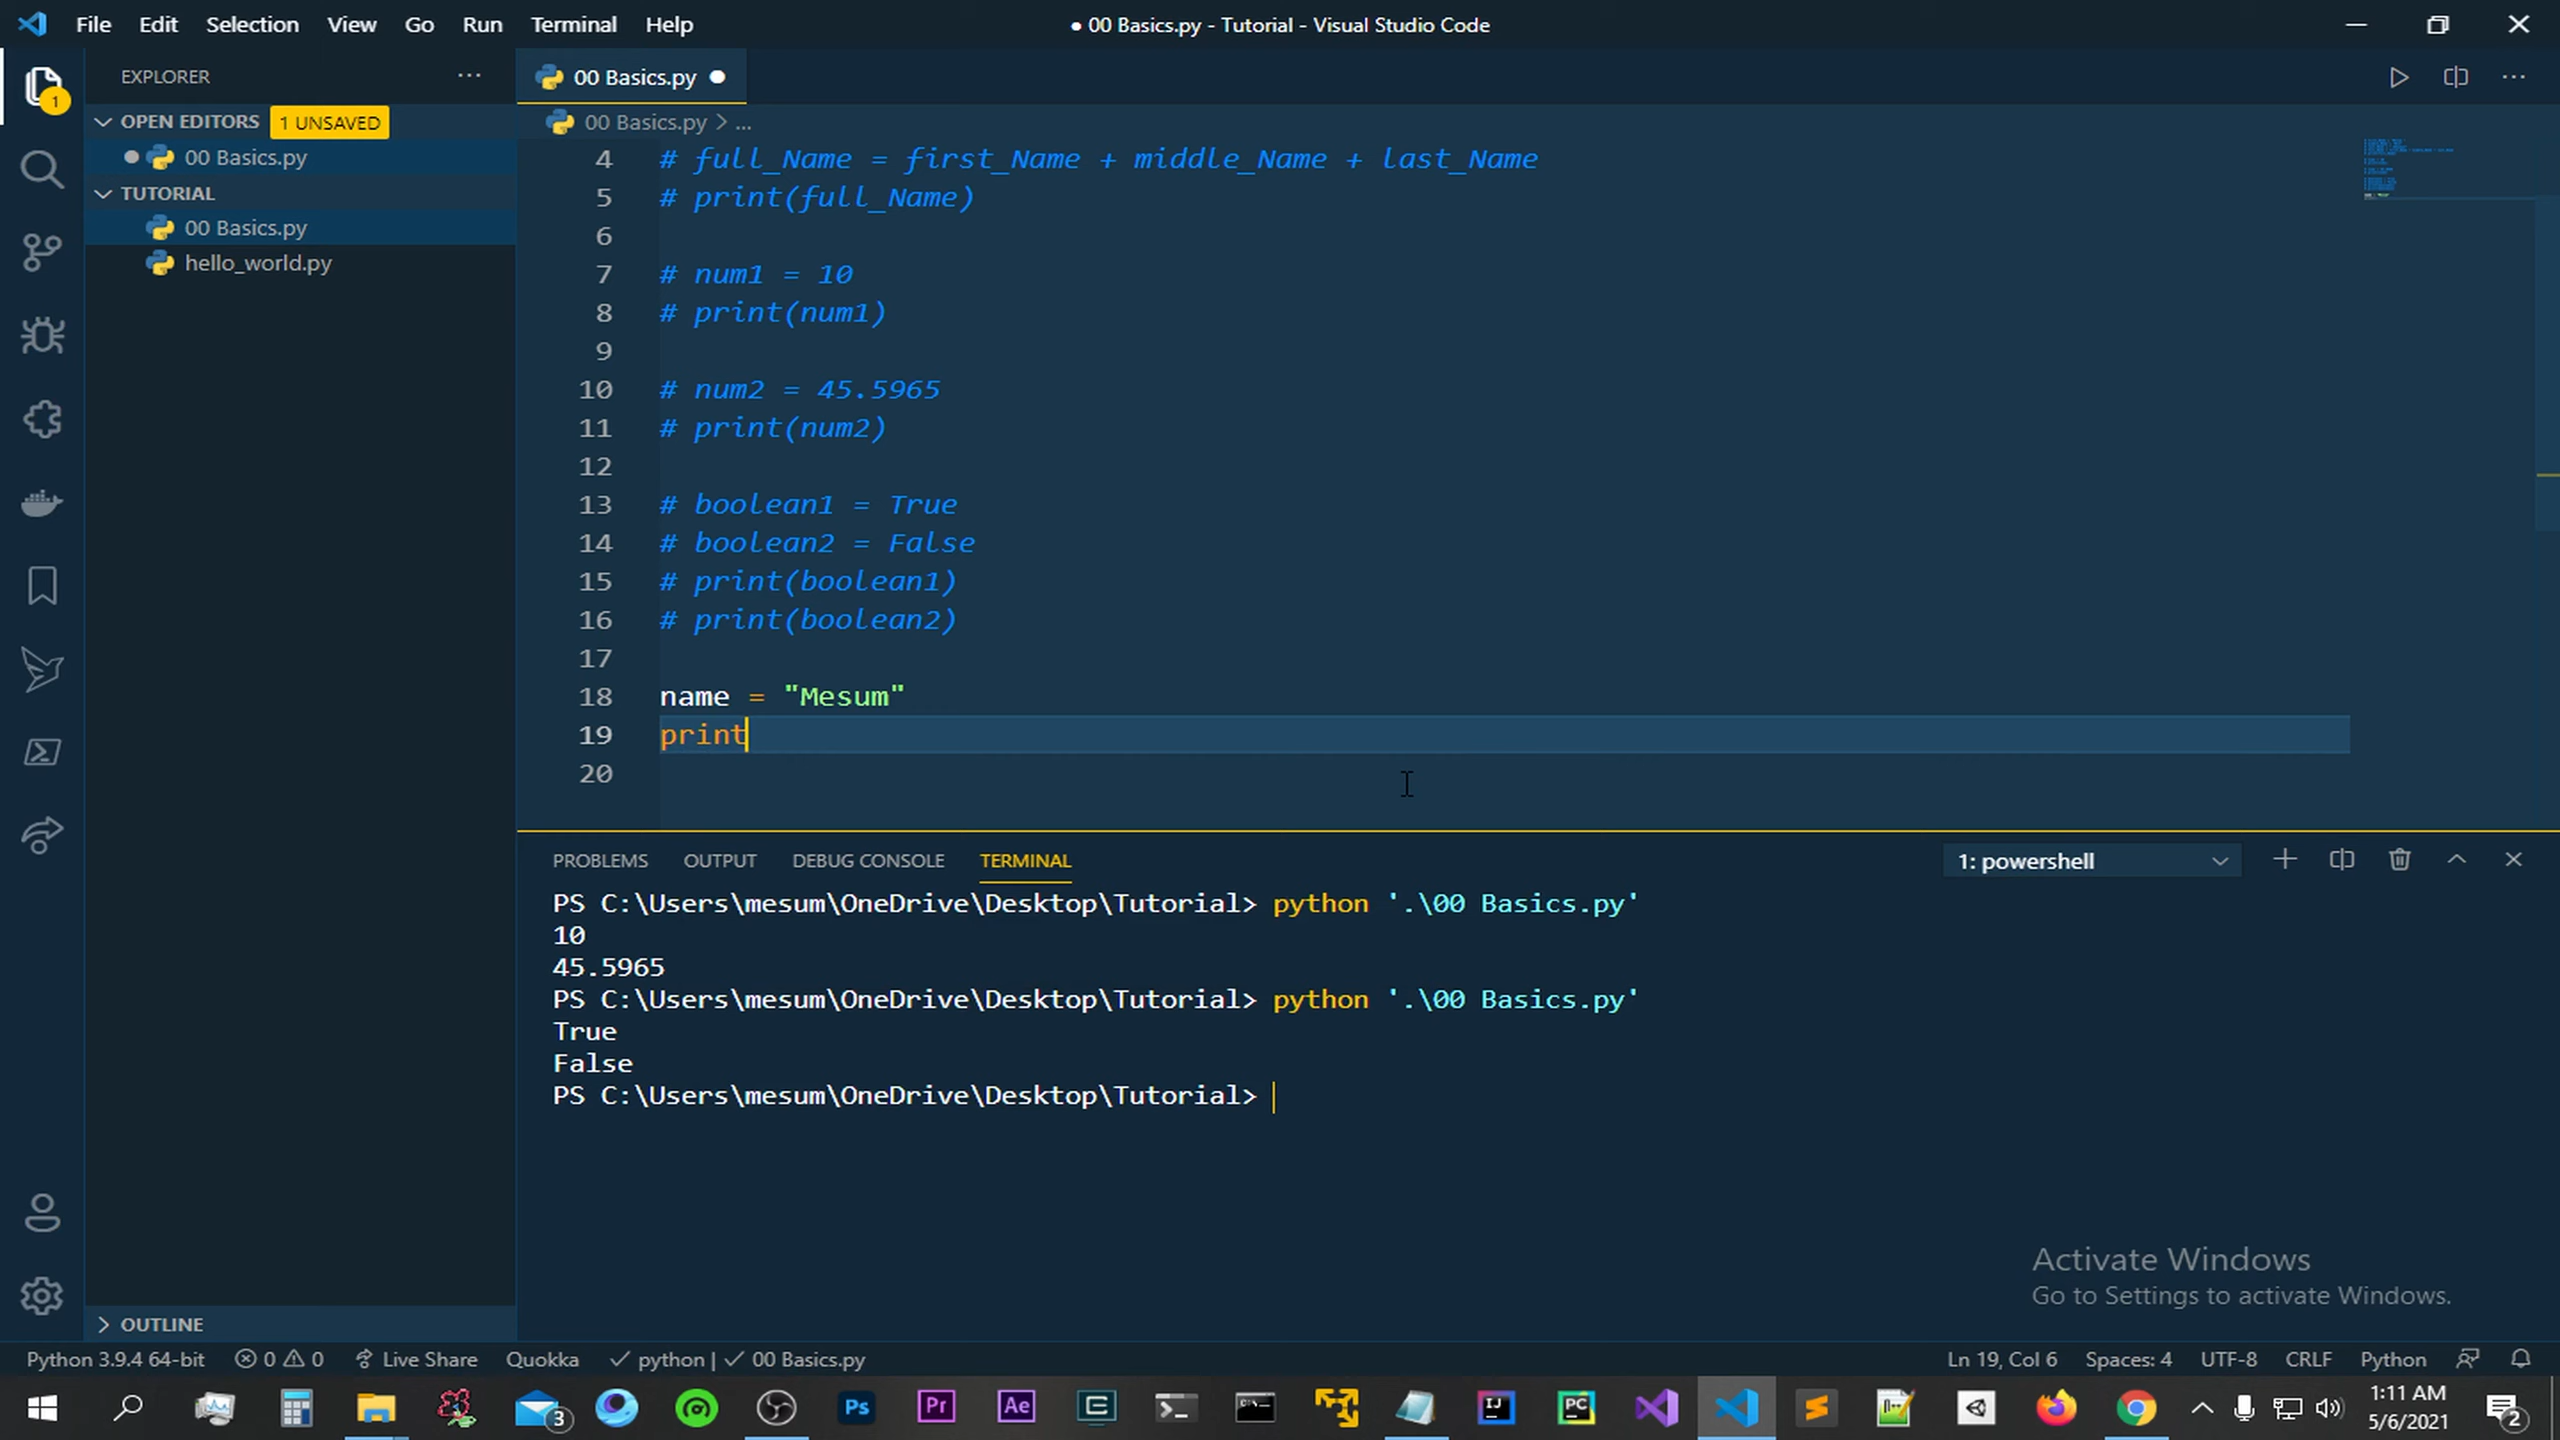 File Edit Selection View Go Run Terminal Help
● 00 Basics.py - Tutorial - Visual Studio Code
EXPLORER
1
OPEN EDITORS 1 UNSAVED
00 Basics.py
TUTORIAL
00 Basics.py
hello_world.py
OUTLINE
00 Basics.py
00 Basics.py > ...
4 # full_Name = first_Name + middle_Name + last_Name
5 # print(full_Name)
6
7 # num1 = 10
8 # print(num1)
9
10 # num2 = 45.5965
11 # print(num2)
12
13 # boolean1 = True
14 # boolean2 = False
15 # print(boolean1)
16 # print(boolean2)
17
18 name = "Mesum"
19 print
20
PROBLEMS OUTPUT DEBUG CONSOLE TERMINAL 1: powershell
PS C:\Users\mesum\OneDrive\Desktop\Tutorial> python '.\00 Basics.py'
10
45.5965
PS C:\Users\mesum\OneDrive\Desktop\Tutorial> python '.\00 Basics.py'
True
False
PS C:\Users\mesum\OneDrive\Desktop\Tutorial>
Activate Windows
Go to Settings to activate Windows.
Python 3.9.4 64-bit 0 0 Live Share Quokka python | 00 Basics.py Ln 19, Col 6 Spaces: 4 UTF-8 CRLF Python
3 Ps Pr Ae IJ PC 1:11 AM
5/6/2021 2